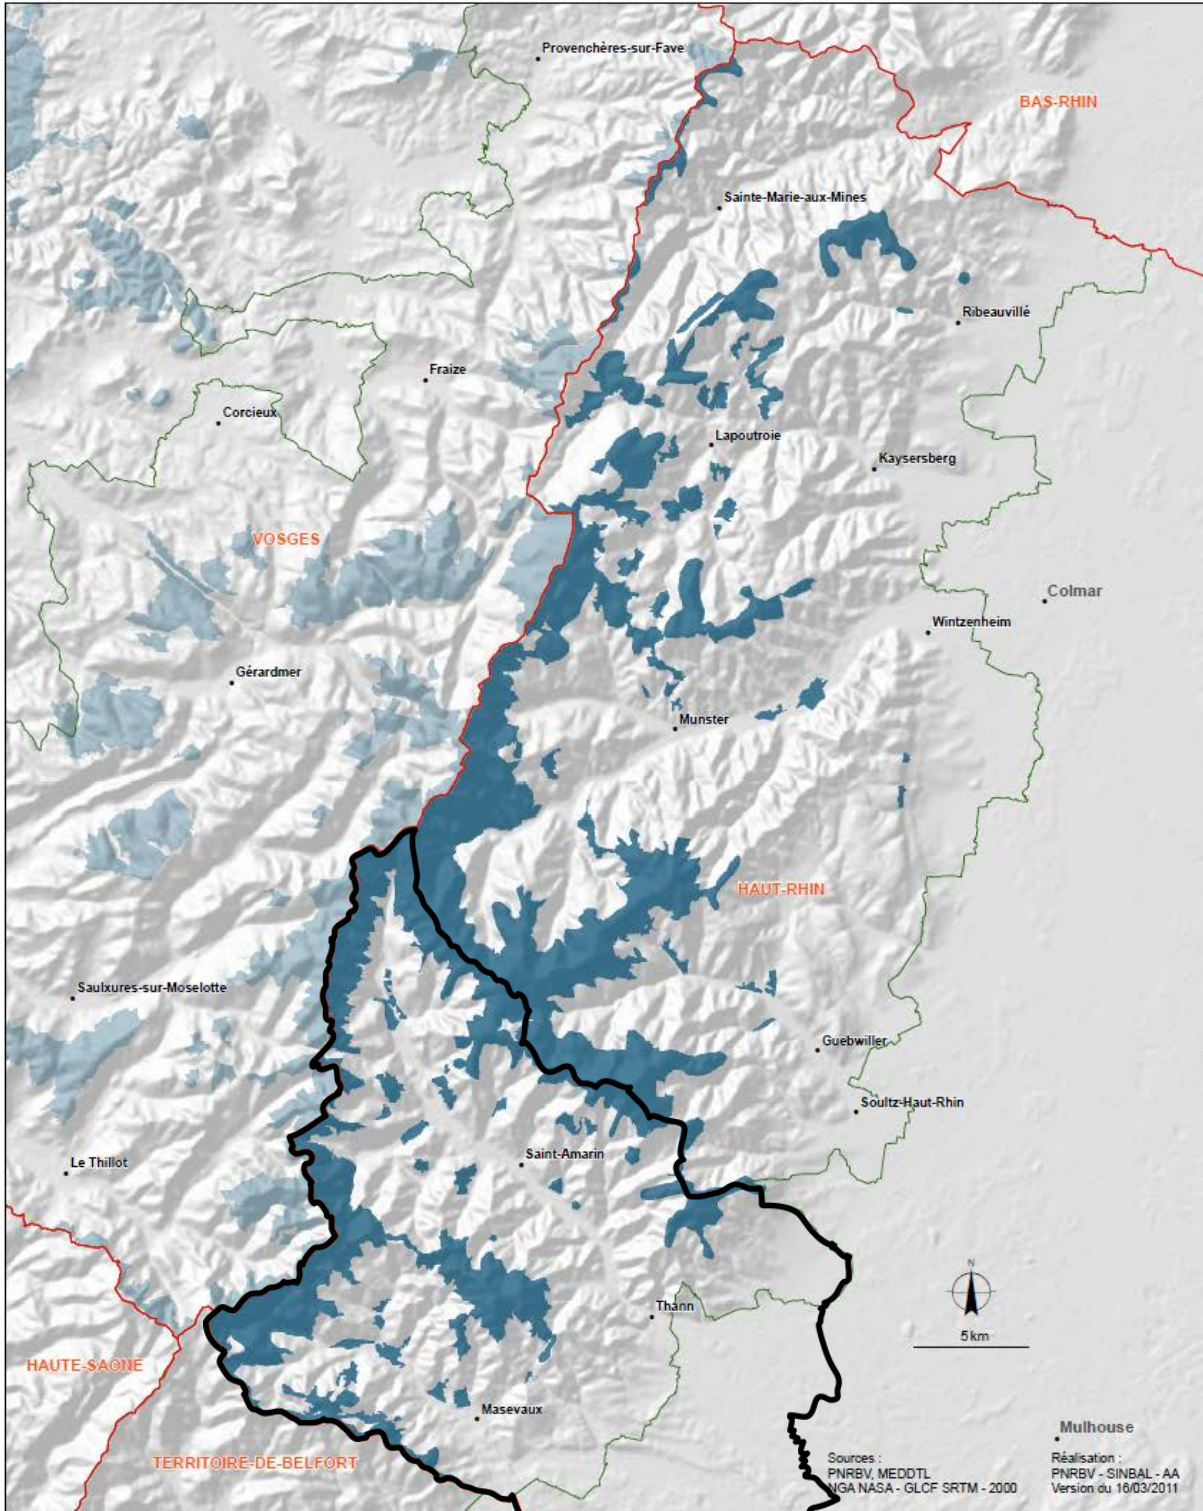 Provenchères-sur-Fave
BAS-RHIN
Sainte-Marie-aux-Mines
Ribeauvillé
Fraize
Corcieux
Lapoutroie
Kaysersberg
VOSGES
Colmar
Wintzenheim
Gérardmer
Munster
HAUT-RHIN
Saulxures-sur-Moselotte
Guebwiller
Soultz-Haut-Rhin
Saint-Amarin
Le Thillot
N
Thann
5 km
HAUTE-SAONE
Masevaux
Mulhouse
TERRITOIRE-DE-BELFORT
Sources :
PNRBV, MEDDTL
NGA NASA - GLCF SRTM - 2000
Réalisation :
PNRBV - SINBAL - AA
Version du 16/03/2011